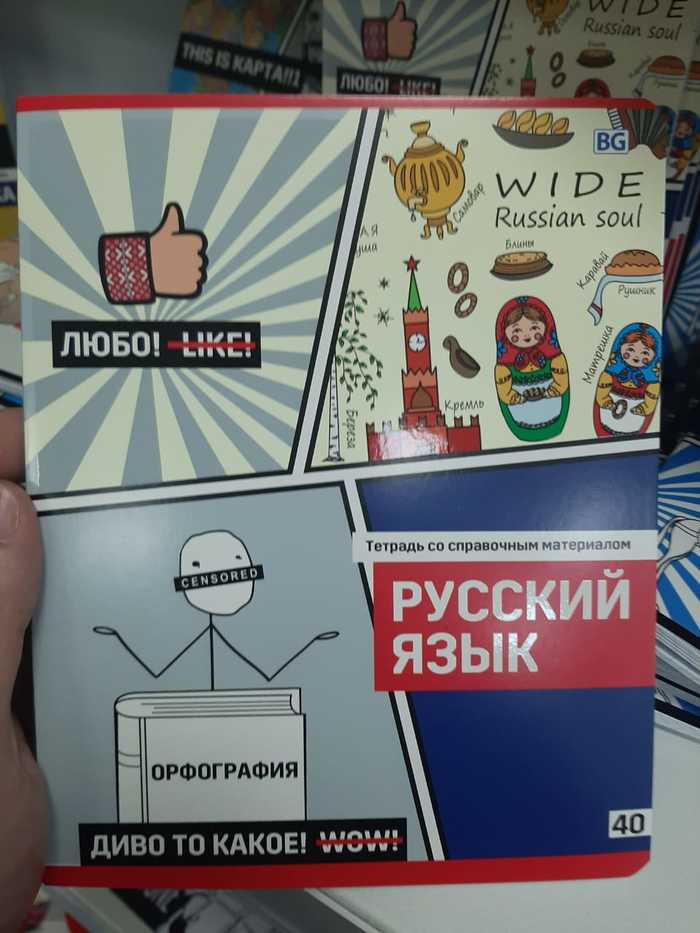 THIS IS КАРТА!!1
ЛЮБО! LIKE!
WIDE
Russian soul
BG
WIDE
Russian soul
Самовар
Блины
Каравай
Рушник
Матрешка
Кремль
Береза
ЛЮБО! LIKE!
CENSORED
ОРФОГРАФИЯ
ДИВО ТО КАКОЕ! WOW!
Тетрадь со справочным материалом
РУССКИЙ
ЯЗЫК
40